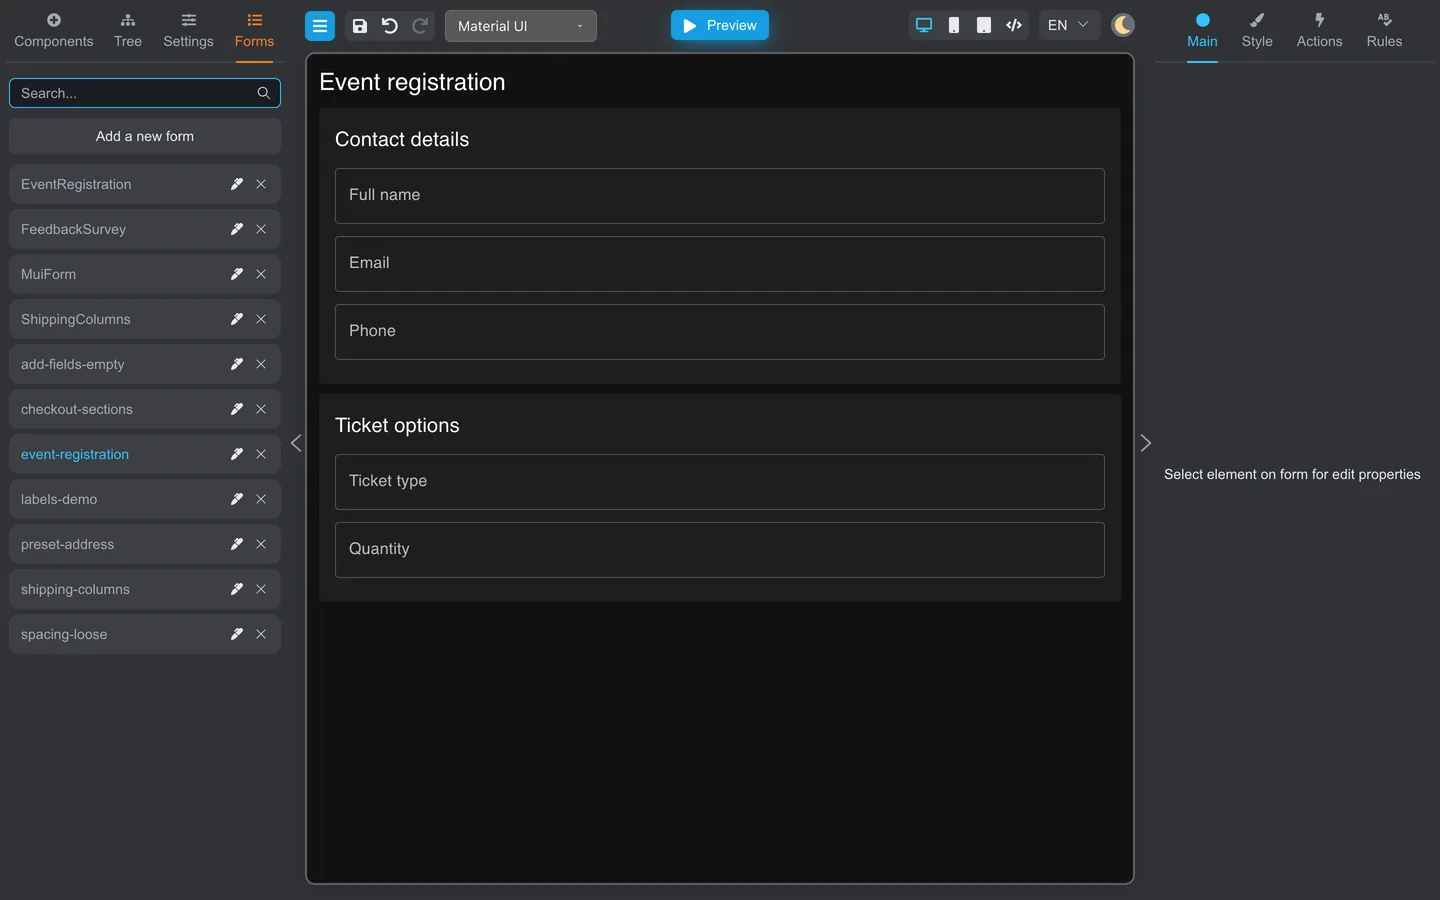 Components
Tree
Settings
Forms
Material UI
Preview
EN
Main
Style
Actions
AB
Rules
Search...
Add a new form
EventRegistration
FeedbackSurvey
MuiForm
ShippingColumns
add-fields-empty
checkout-sections
event-registration
labels-demo
preset-address
shipping-columns
spacing-loose
Event registration
Contact details
Full name
Email
Phone
Ticket options
Ticket type
Quantity
Select element on form for edit properties